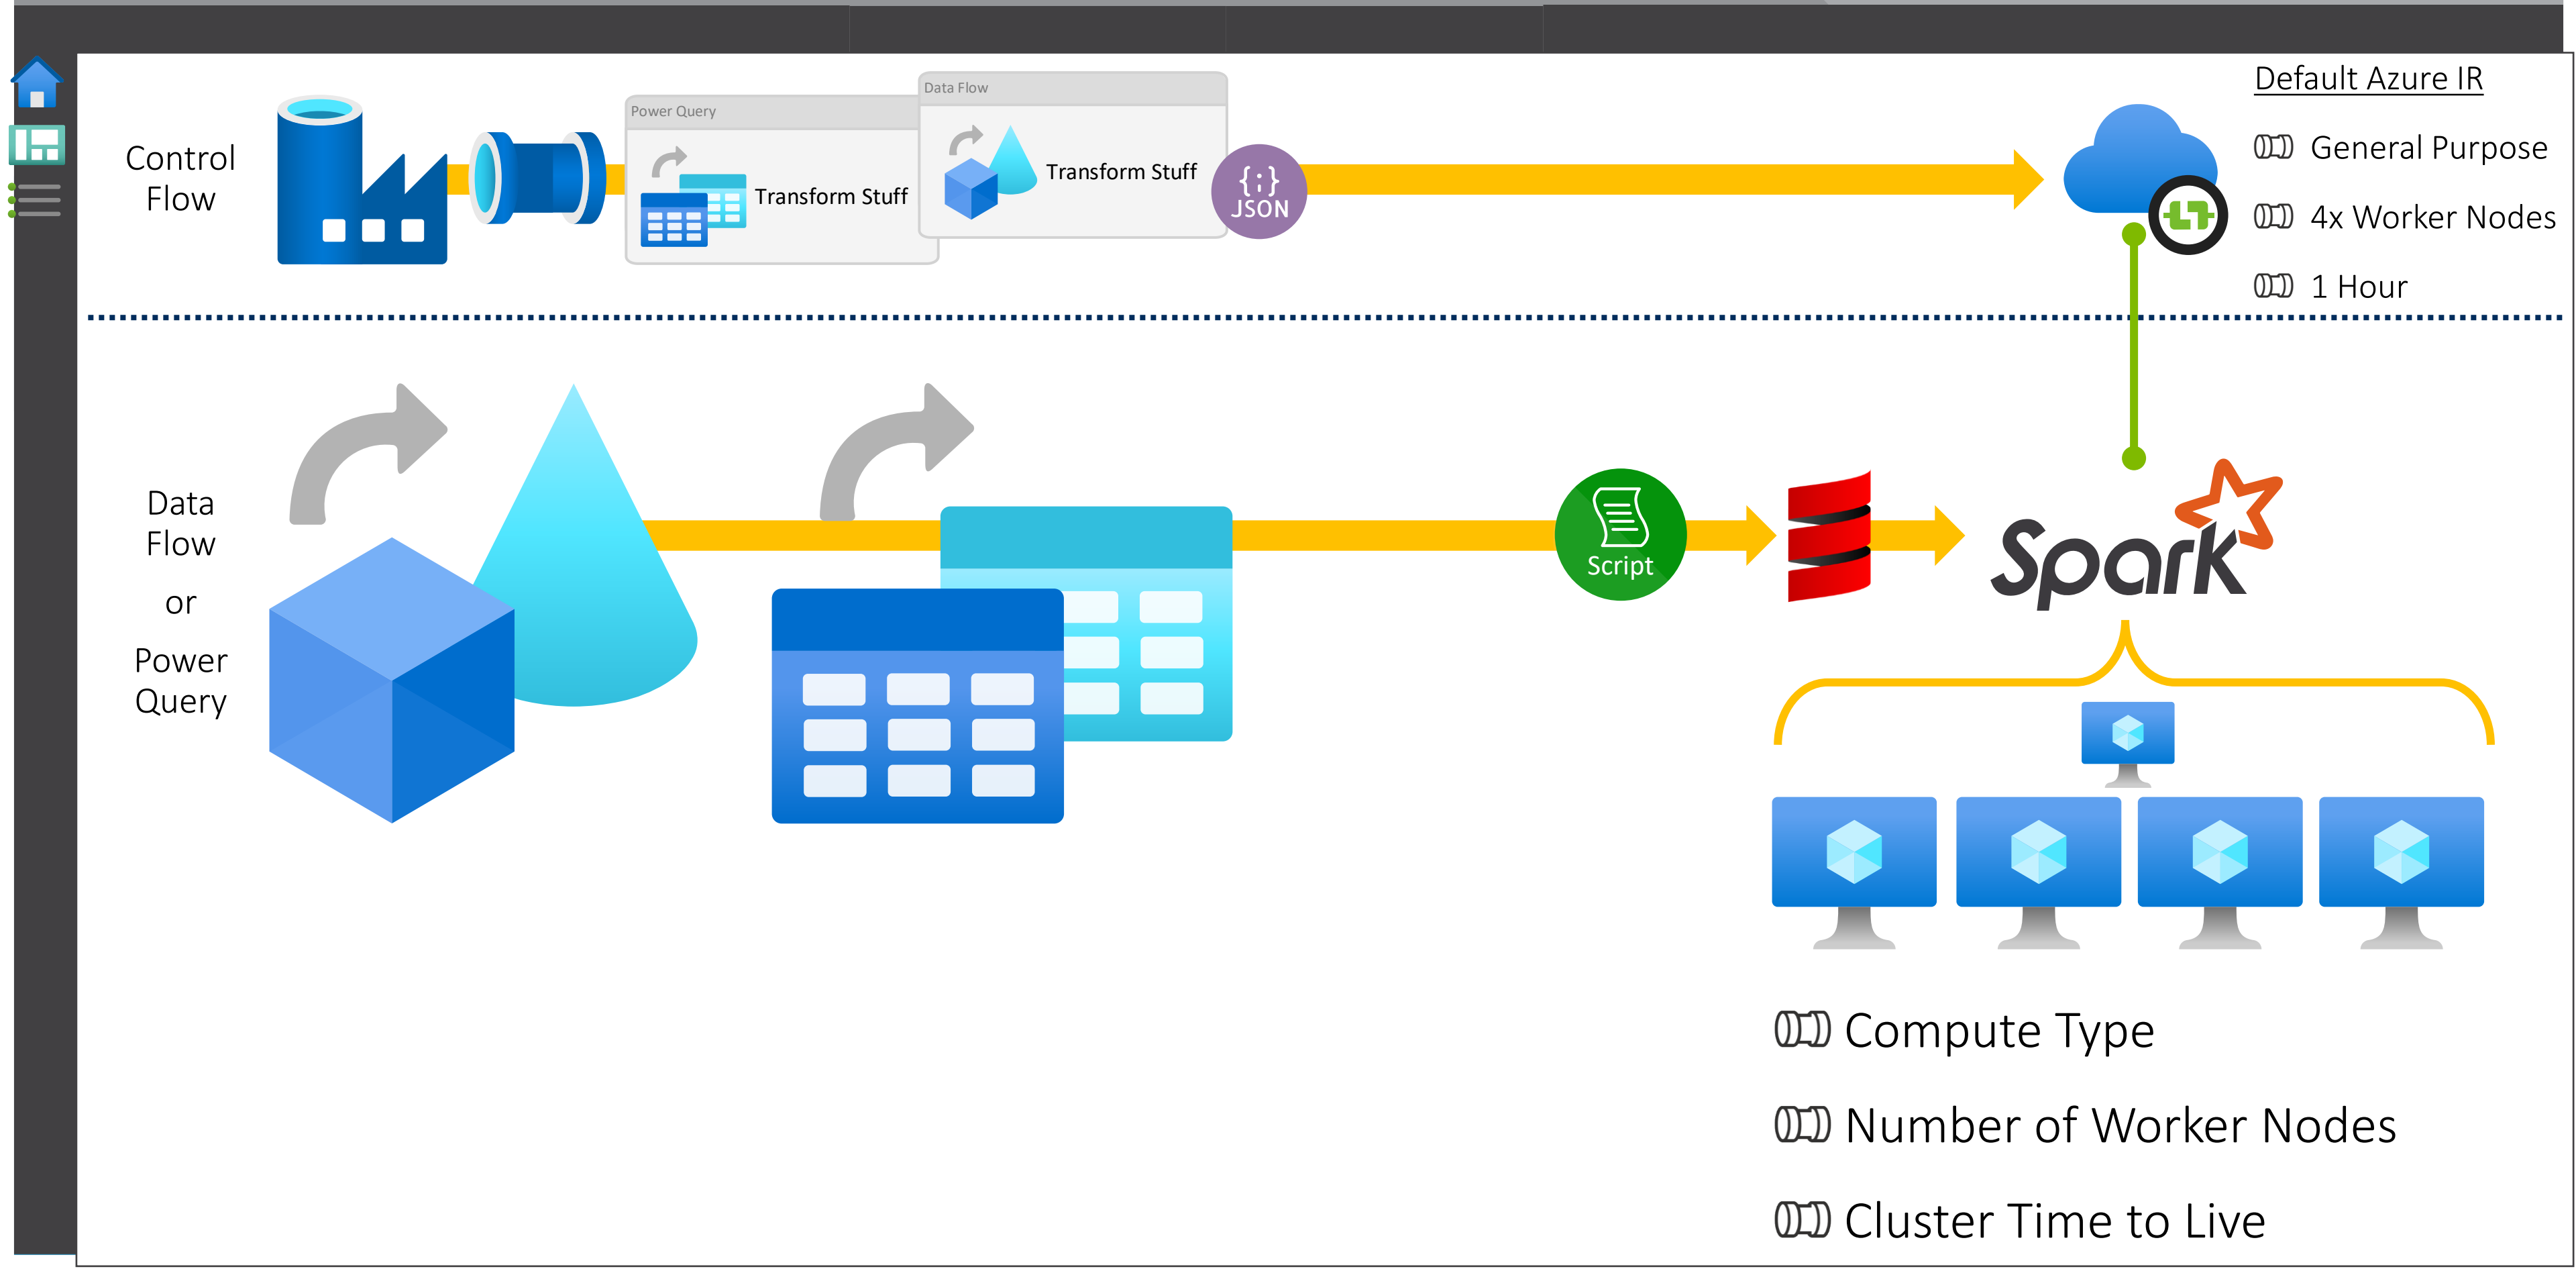 Control
Flow
Power Query
Transform Stuff
Data Flow
Transform Stuff
{;}
JSON
Default Azure IR
General Purpose
4x Worker Nodes
1 Hour
Data
Flow
or
Power
Query
Script
Spark
Compute Type
Number of Worker Nodes
Cluster Time to Live